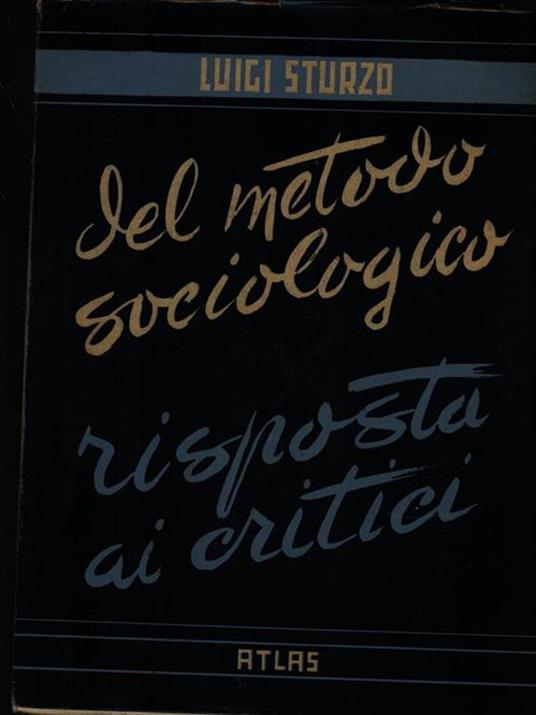 LUIGI STURZO
del metodo
sociologico
risposta
ai critici
ATLAS